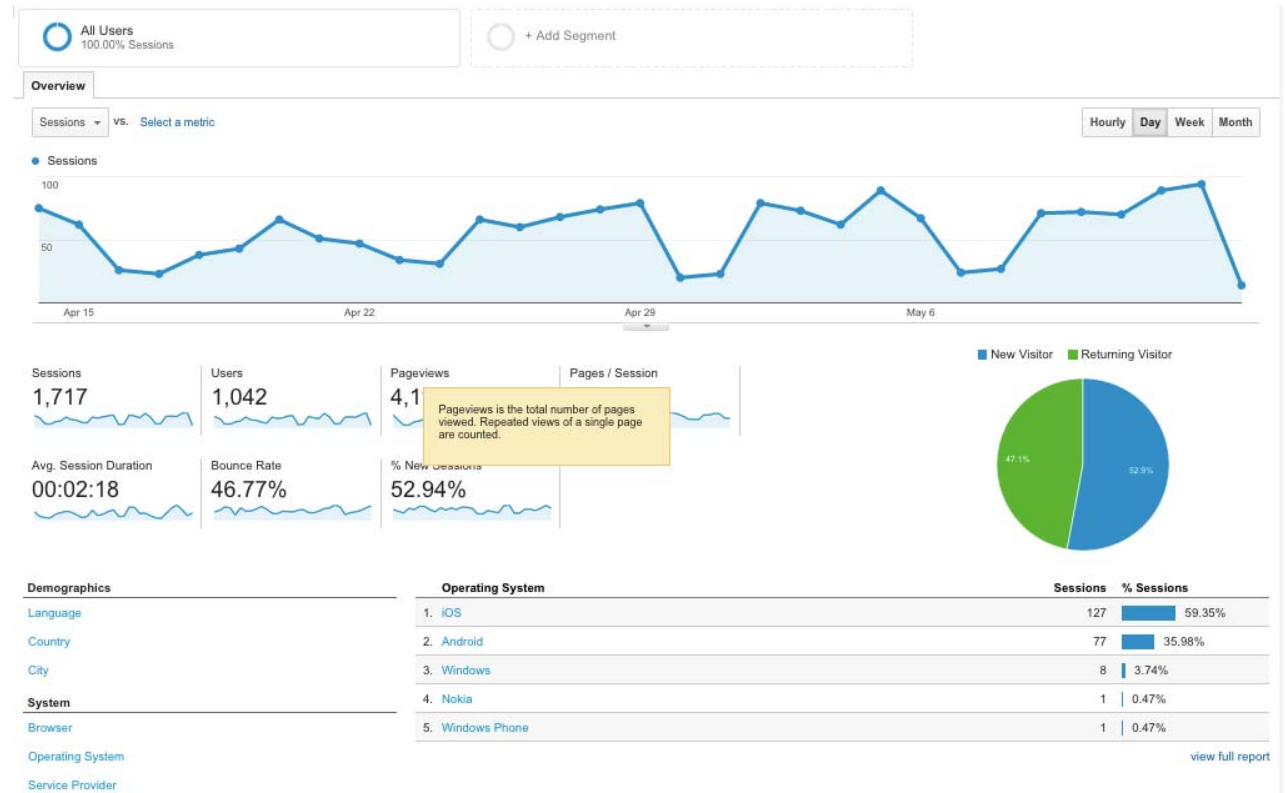 All Users
100.00% Sessions
+ Add Segment
Overview
Sessions vs. Select a metric
Hourly Day Week Month
Sessions
100
50
Apr 15 Apr 22 Apr 29 May 6
New Visitor Returning Visitor
Sessions Users Pageviews Pages / Session
1,717 1,042 4,1
Pageviews is the total number of pages
viewed. Repeated views of a single page
are counted.
47.1% 52.9%
Avg. Session Duration Bounce Rate % New Sessions
00:02:18 46.77% 52.94%
Demographics
Language
Country
City
System
Browser
Operating System
Service Provider
Operating System Sessions % Sessions
1. iOS 127 59.35%
2. Android 77 35.98%
3. Windows 8 3.74%
4. Nokia 1 0.47%
5. Windows Phone 1 0.47%
view full report